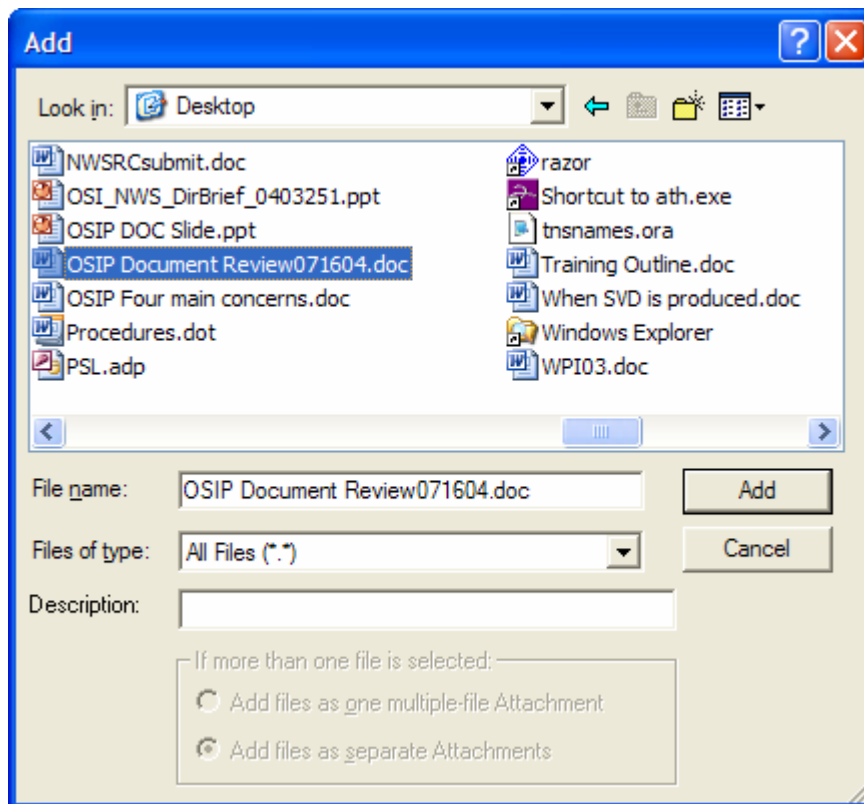 Add
Look in: Desktop
NWSRCsubmit.doc
OSI_NWS_DirBrief_0403251.ppt
OSIP DOC Slide.ppt
OSIP Document Review071604.doc
OSIP Four main concerns.doc
Procedures.dot
PSL.adp
razor
Shortcut to ath.exe
tnsnames.ora
Training Outline.doc
When SVD is produced.doc
Windows Explorer
WPI03.doc
File name: OSIP Document Review071604.doc Add
Files of type: All Files (*.*) Cancel
Description:
If more than one file is selected:
Add files as one multiple-file Attachment
Add files as separate Attachments